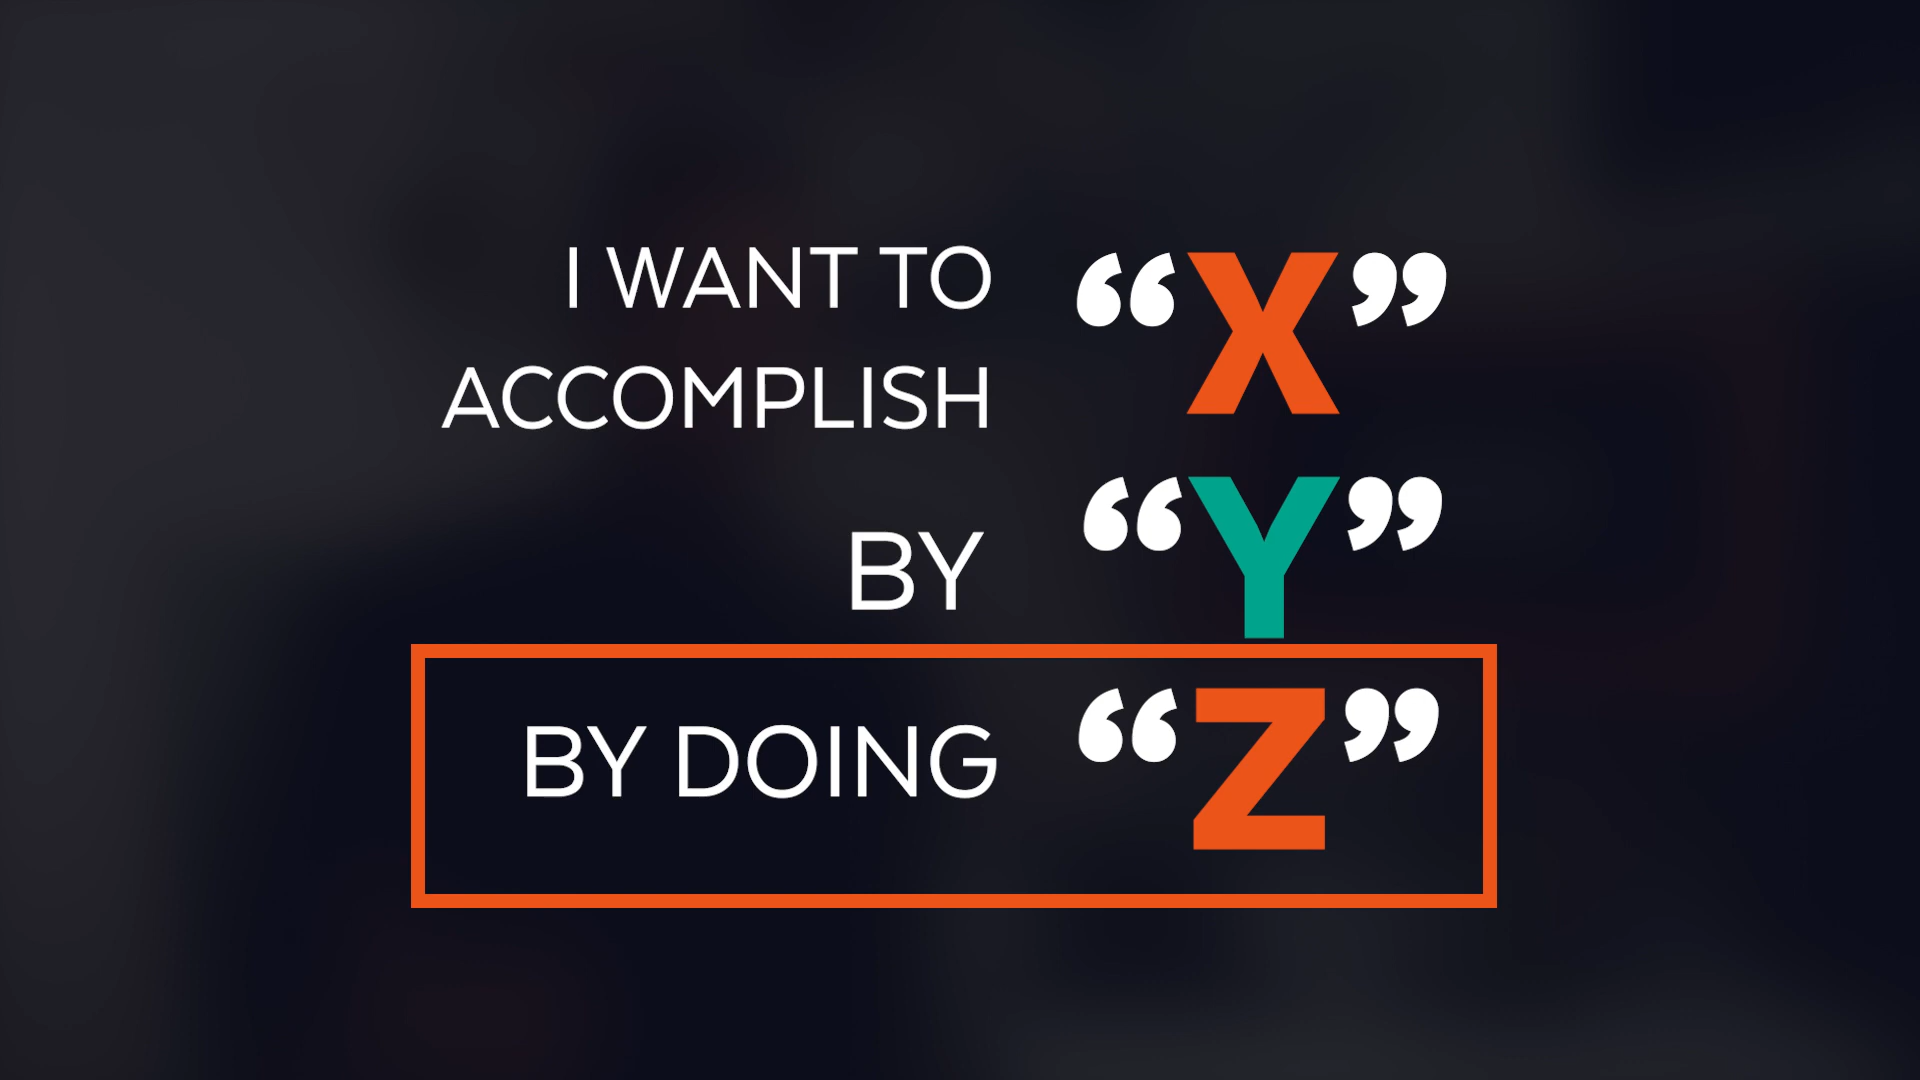 I WANT TO
ACCOMPLISH “X”
BY “Y”
BY DOING “Z”